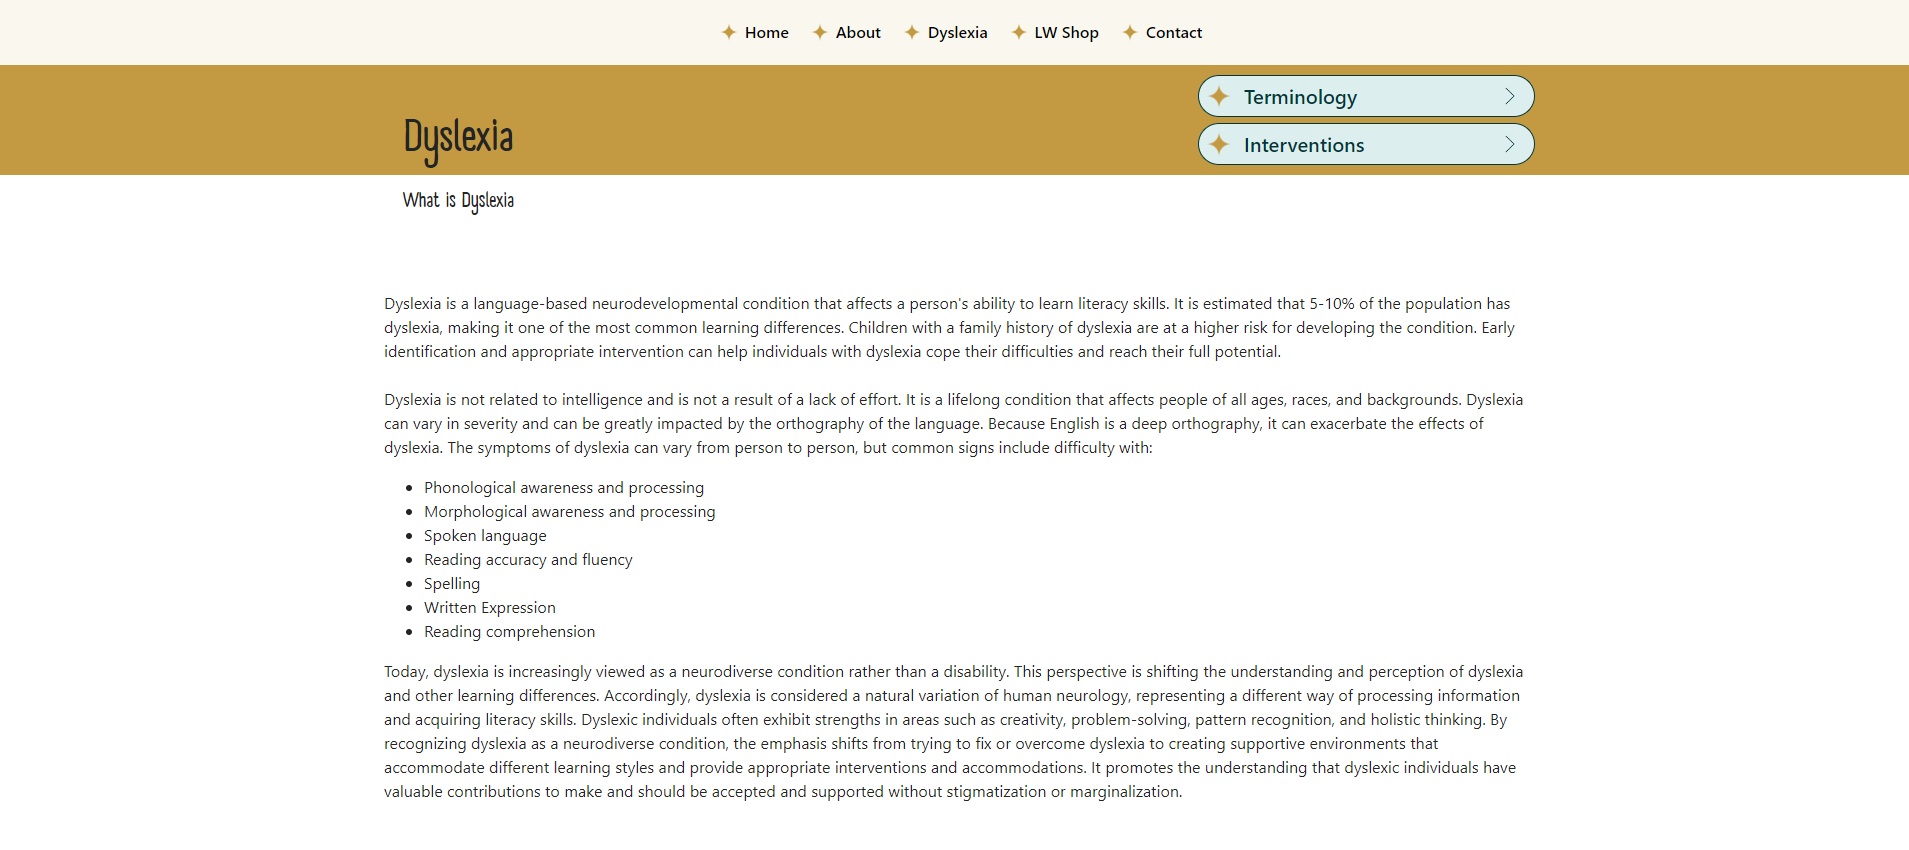 Home About Dyslexia LW Shop Contact
Terminology
Dyslexia
Interventions
What is Dyslexia
Dyslexia is a language-based neurodevelopmental condition that affects a person's ability to learn literacy skills. It is estimated that 5-10% of the population has
dyslexia, making it one of the most common learning differences. Children with a family history of dyslexia are at a higher risk for developing the condition. Early
identification and appropriate intervention can help individuals with dyslexia cope their difficulties and reach their full potential.
Dyslexia is not related to intelligence and is not a result of a lack of effort. It is a lifelong condition that affects people of all ages, races, and backgrounds. Dyslexia
can vary in severity and can be greatly impacted by the orthography of the language. Because English is a deep orthography, it can exacerbate the effects of
dyslexia. The symptoms of dyslexia can vary from person to person, but common signs include difficulty with:
Phonological awareness and processing
Morphological awareness and processing
Spoken language
Reading accuracy and fluency
Spelling
Written Expression
Reading comprehension
Today, dyslexia is increasingly viewed as a neurodiverse condition rather than a disability. This perspective is shifting the understanding and perception of dyslexia
and other learning differences. Accordingly, dyslexia is considered a natural variation of human neurology, representing a different way of processing information
and acquiring literacy skills. Dyslexic individuals often exhibit strengths in areas such as creativity, problem-solving, pattern recognition, and holistic thinking. By
recognizing dyslexia as a neurodiverse condition, the emphasis shifts from trying to fix or overcome dyslexia to creating supportive environments that
accommodate different learning styles and provide appropriate interventions and accommodations. It promotes the understanding that dyslexic individuals have
valuable contributions to make and should be accepted and supported without stigmatization or marginalization.